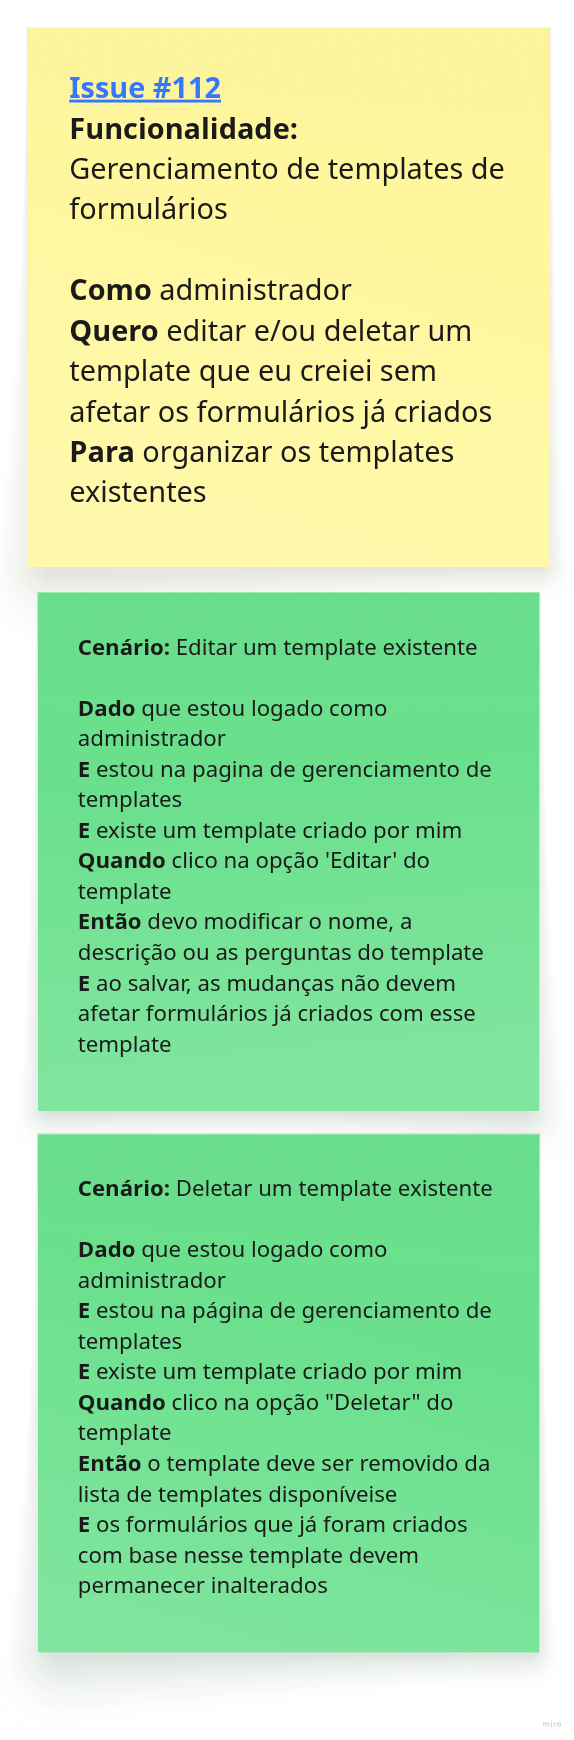 Issue #112
Funcionalidade:
Gerenciamento de templates de
formulários
Como administrador
Quero editar e/ou deletar um
template que eu creiei sem
afetar os formulários já criados
Para organizar os templates
existentes
Cenário: Editar um template existente
Dado que estou logado como
administrador
E estou na pagina de gerenciamento de
templates
E existe um template criado por mim
Quando clico na opção 'Editar' do
template
Então devo modificar o nome, a
descrição ou as perguntas do template
E ao salvar, as mudanças não devem
afetar formulários já criados com esse
template
Cenário: Deletar um template existente
Dado que estou logado como
administrador
E estou na página de gerenciamento de
templates
E existe um template criado por mim
Quando clico na opção "Deletar" do
template
Então o template deve ser removido da
lista de templates disponíveise
E os formulários que já foram criados
com base nesse template devem
permanecer inalterados
miro